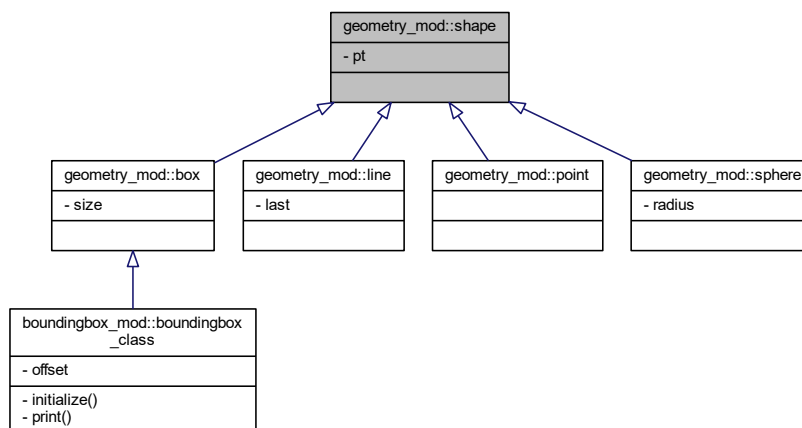 geometry_mod::shape
- pt
geometry_mod::box
- size
geometry_mod::line
- last
geometry_mod::point
geometry_mod::sphere
- radius
boundingbox_mod::boundingbox
_class
- offset
- initialize()
- print()